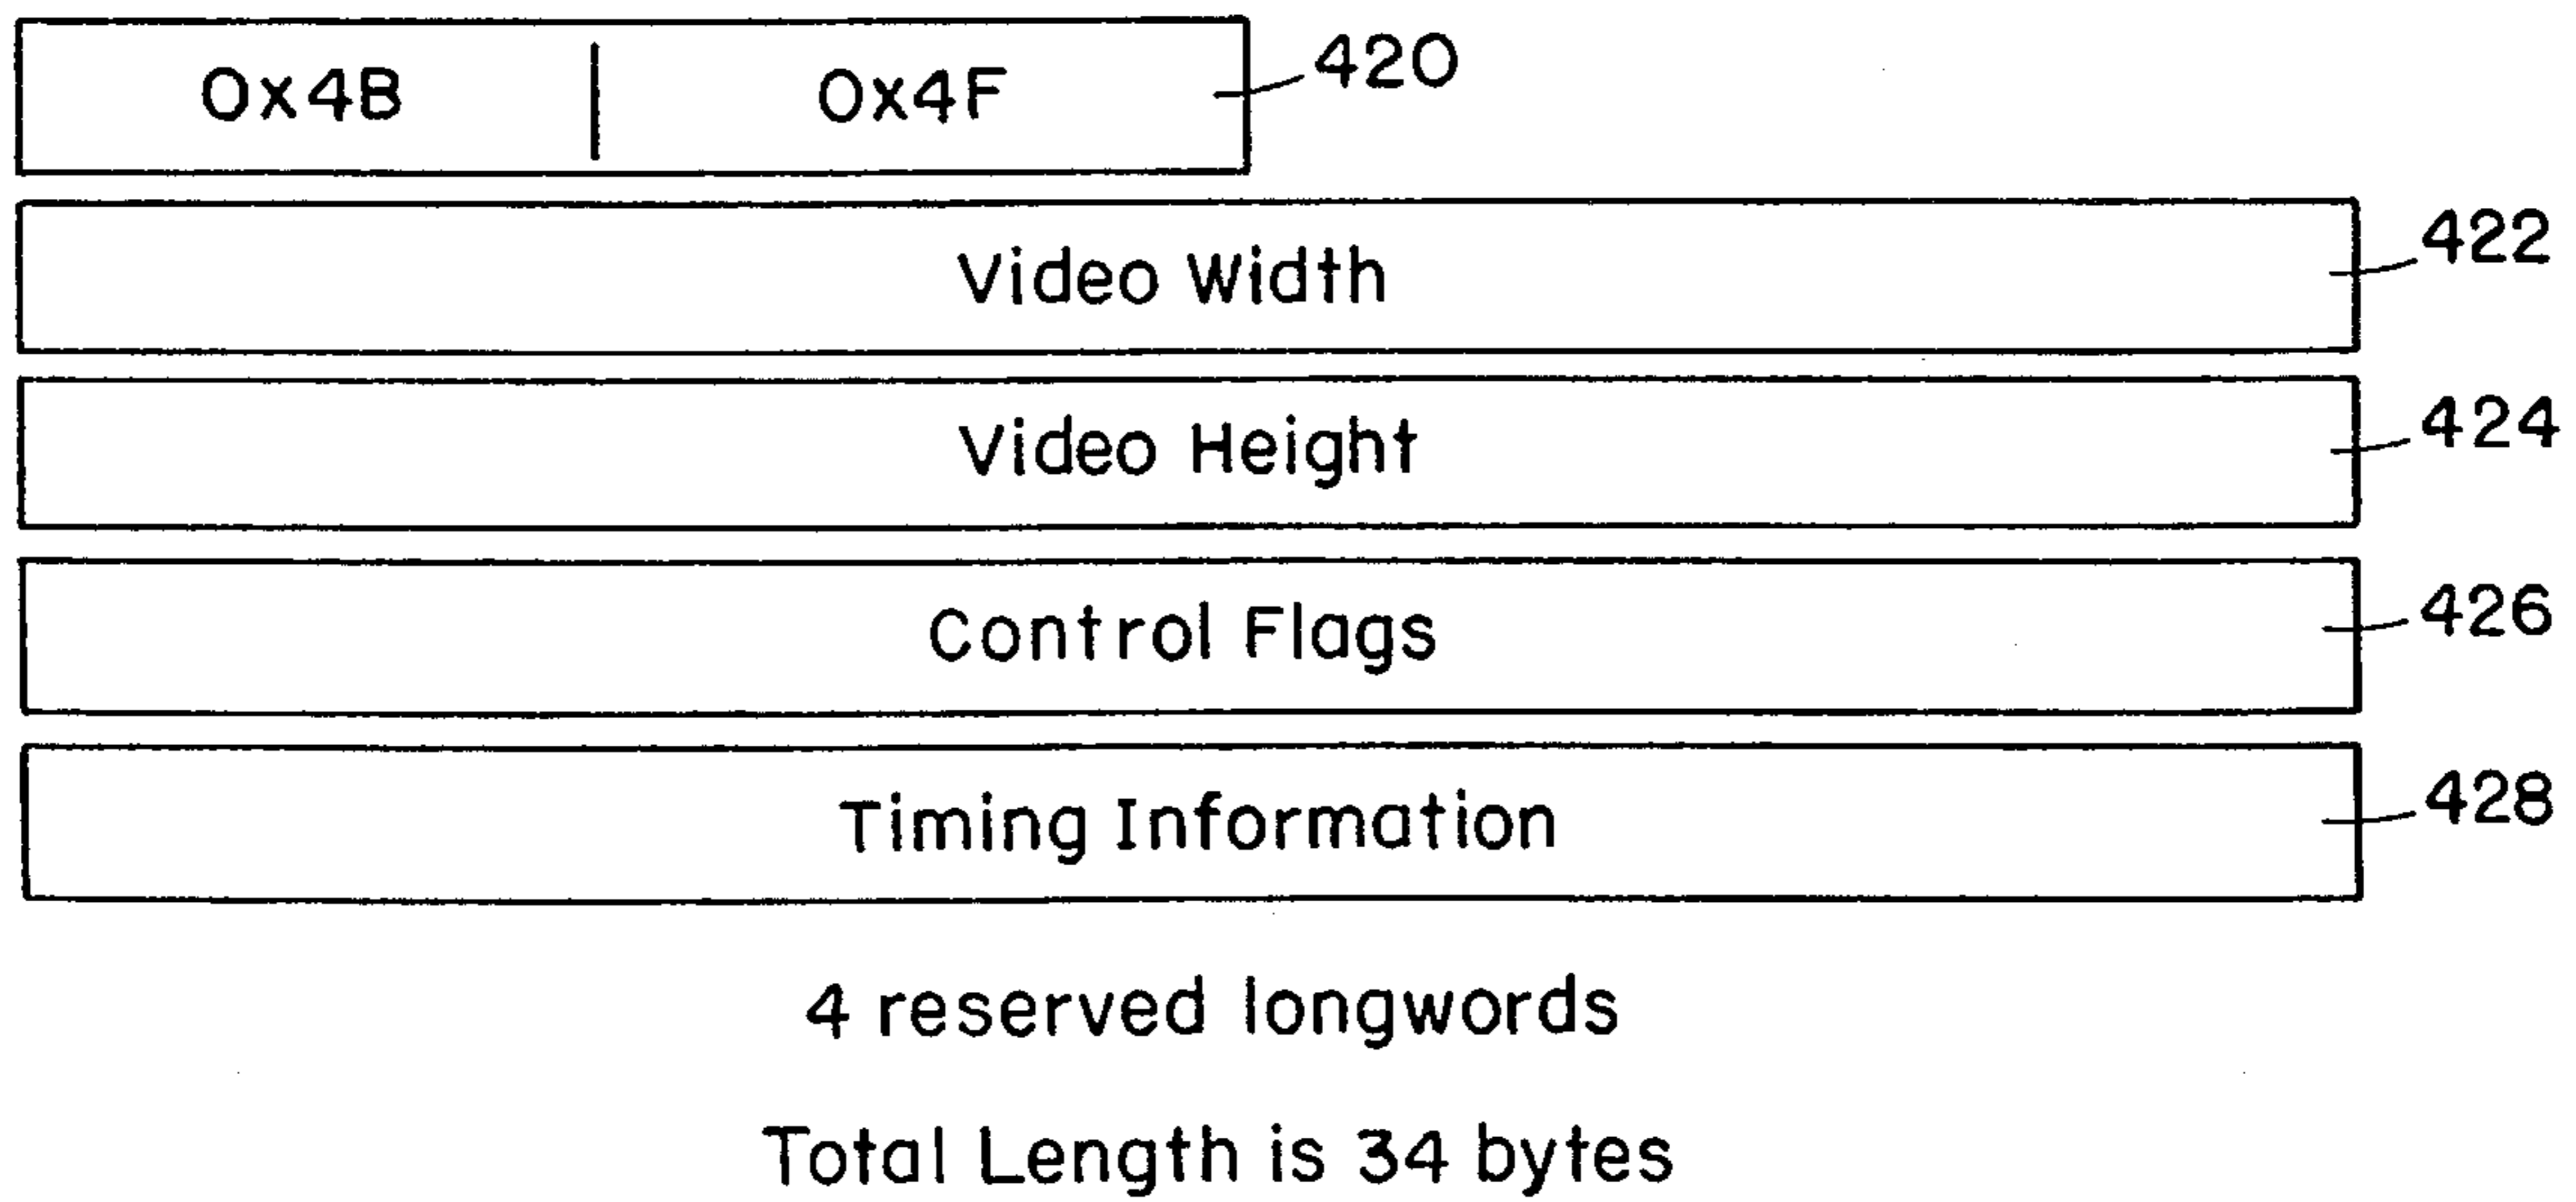 0x4B | 0x4F 420
Video Width 422
Video Height 424
Control Flags 426
Timing Information 428
4 reserved longwords
Total Length is 34 bytes